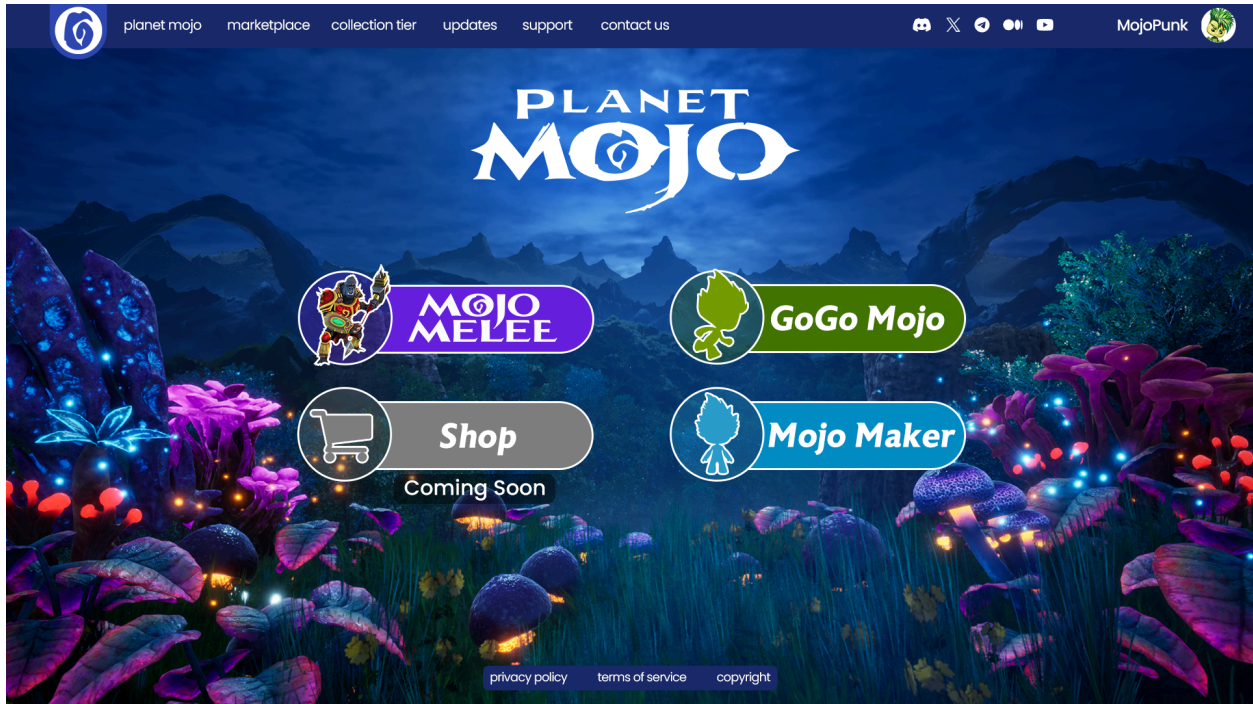 planet mojo marketplace collection tier updates support contact us MojoPunk
PLANET
MOJO
MOJO
MELEE
GoGo Mojo
Shop
Mojo Maker
Coming Soon
privacy policy terms of service copyright